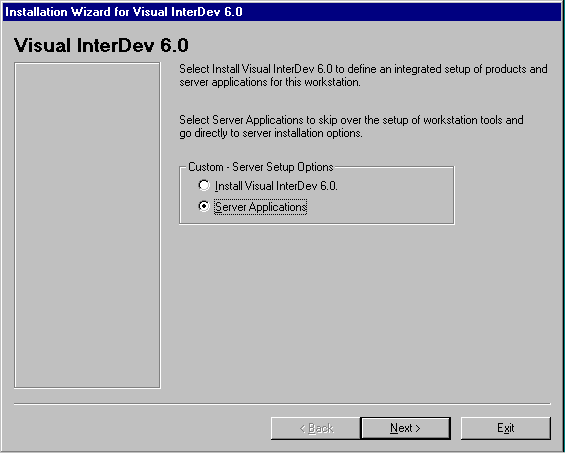 Installation Wizard for Visual InterDev 6.0
Visual InterDev 6.0
Select Install Visual InterDev 6.0 to define an integrated setup of products and
server applications for this workstation.
Select Server Applications to skip over the setup of workstation tools and
go directly to server installation options.
Custom - Server Setup Options
Install Visual InterDev 6.0.
Server Applications
< Back
Next >
Exit